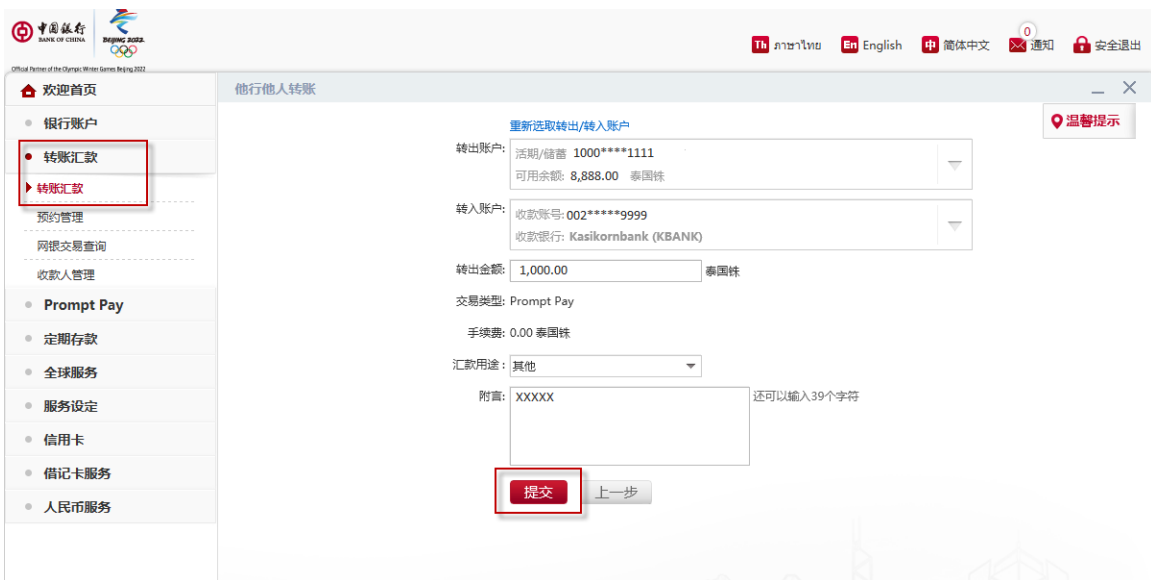 中国银行
BANK OF CHINA
BEIJING 2022
Official Partner of the Olympic Winter Games Beijing 2022
Th ภาษาไทย
En English
中 简体中文
0
通知
安全退出
欢迎首页
银行账户
转账汇款
转账汇款
预约管理
网银交易查询
收款人管理
Prompt Pay
定期存款
全球服务
服务设定
信用卡
借记卡服务
人民币服务
他行他人转账
温馨提示
重新选取转出/转入账户
转出账户: 活期/储蓄 1000****1111
可用余额: 8,888.00 泰国铢
转入账户: 收款账号: 002*****9999
收款银行: Kasikornbank (KBANK)
转出金额: 1,000.00 泰国铢
交易类型: Prompt Pay
手续费: 0.00 泰国铢
汇款用途 : 其他
附言: XXXXX 还可以输入39个字符
提交 上一步